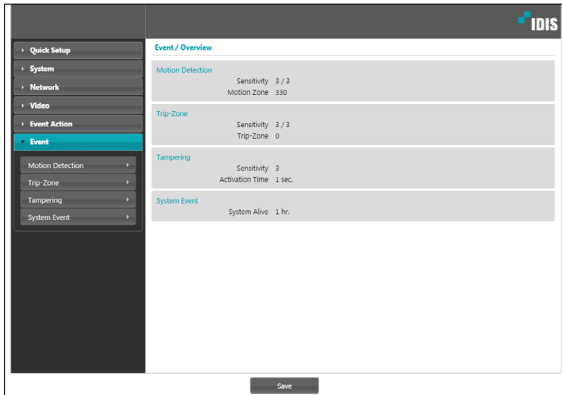 IDIS
Quick Setup
System
Network
Video
Event Action
Event
Motion Detection
Trip-Zone
Tampering
System Event
Event / Overview
Motion Detection
Sensitivity 3 / 3
Motion Zone 330
Trip-Zone
Sensitivity 3 / 3
Trip-Zone 0
Tampering
Sensitivity 3
Activation Time 1 sec.
System Event
System Alive 1 hr.
Save